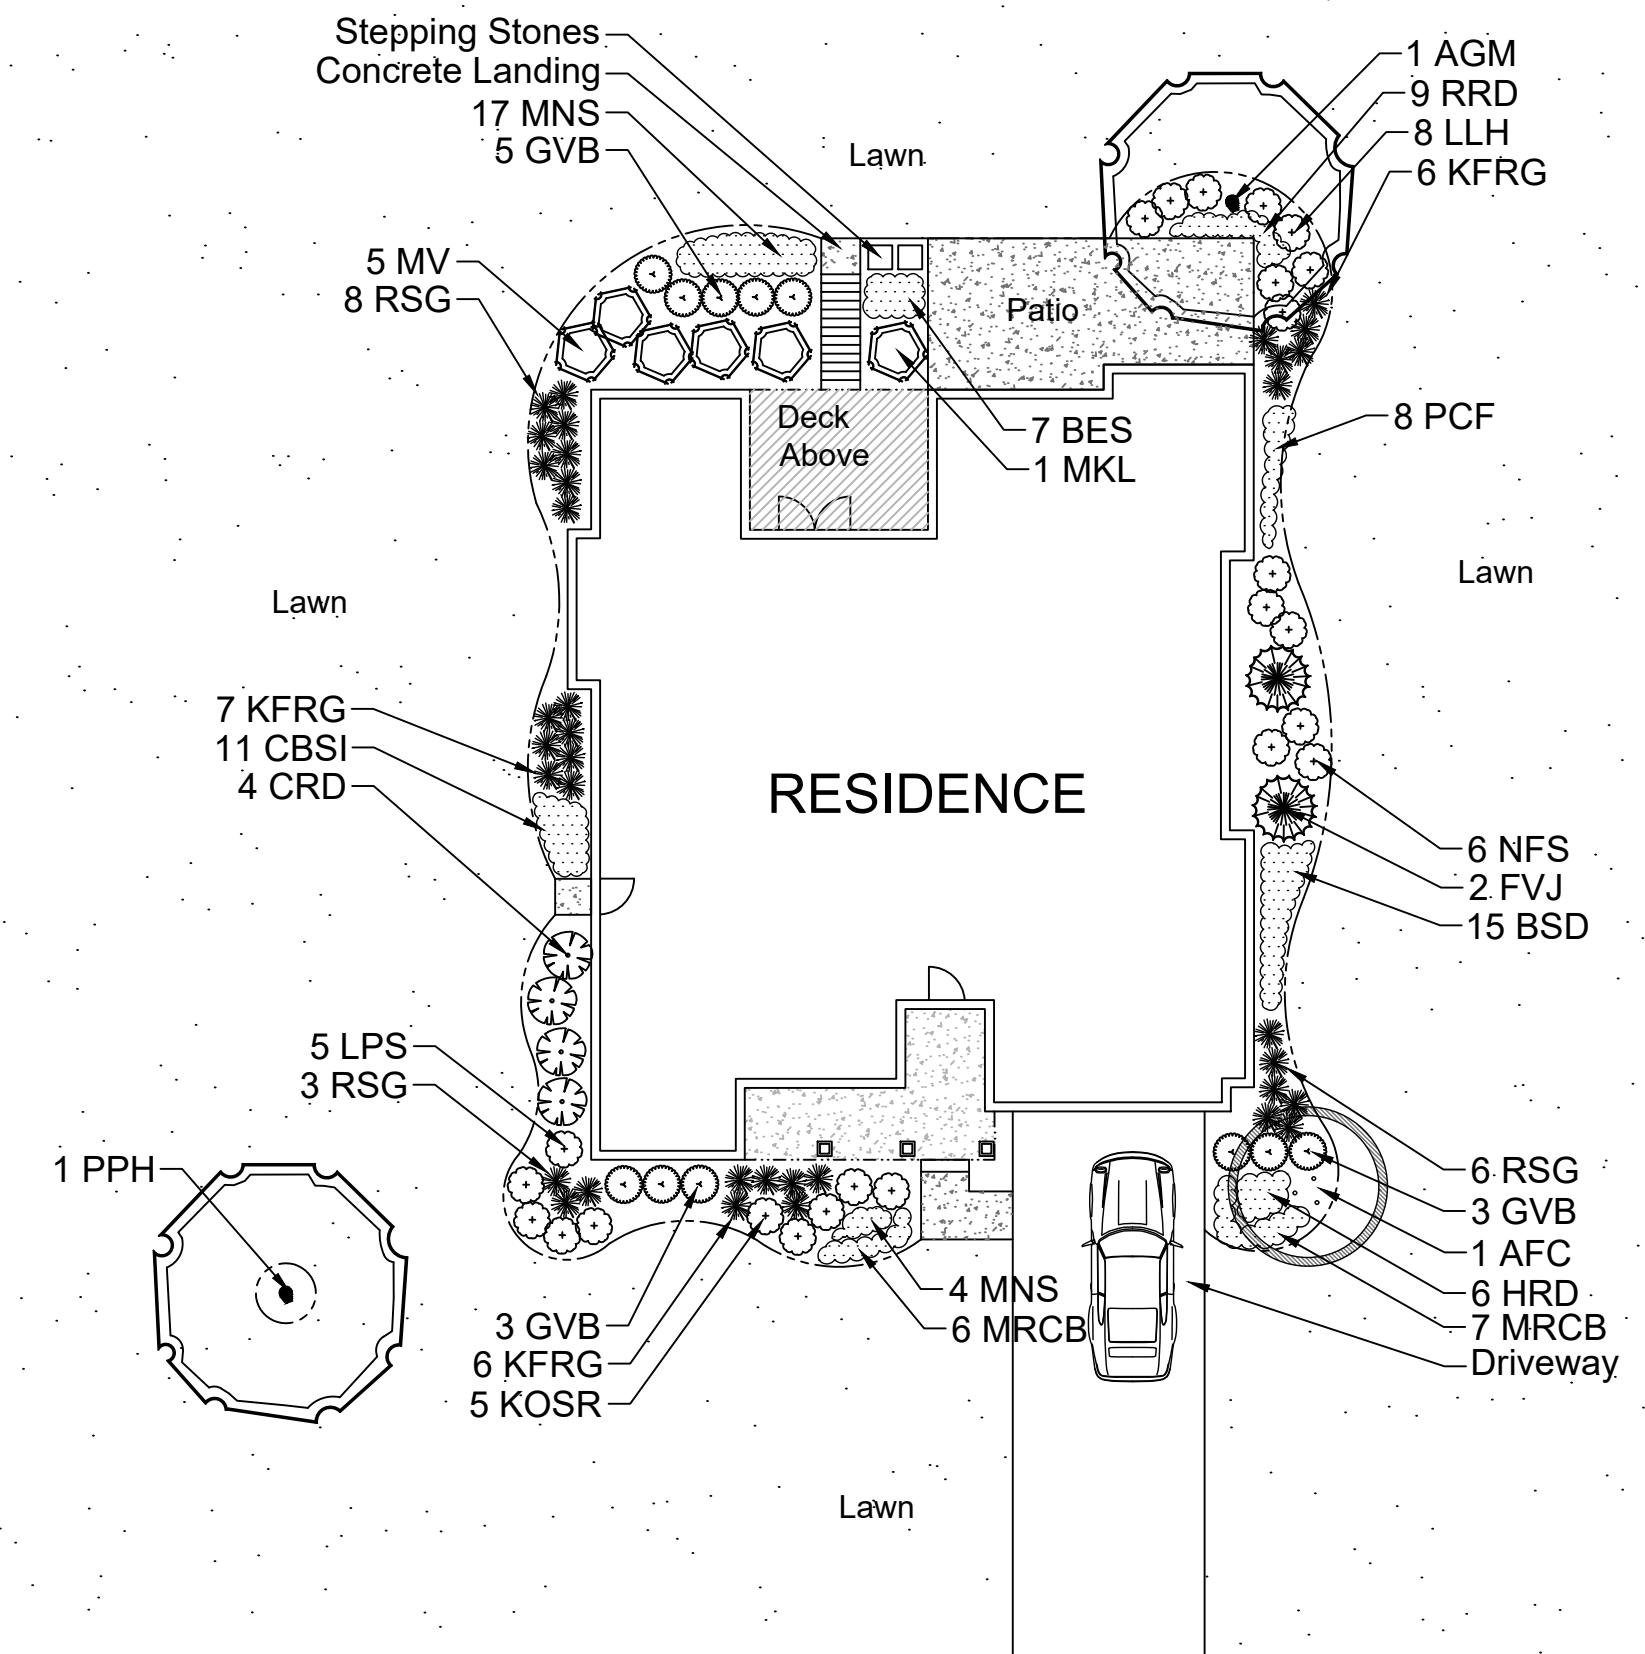 Stepping Stones
Concrete Landing
17 MNS
5 GVB
Lawn
1 AGM
9 RRD
8 LLH
6 KFRG
5 MV
8 RSG
Patio
Deck
Above
7 BES
1 MKL
8 PCF
Lawn
Lawn
7 KFRG
11 CBSI
4 CRD
RESIDENCE
6 NFS
2 FVJ
15 BSD
5 LPS
3 RSG
1 PPH
6 RSG
3 GVB
1 AFC
6 HRD
7 MRCB
Driveway
4 MNS
6 MRCB
3 GVB
6 KFRG
5 KOSR
Lawn